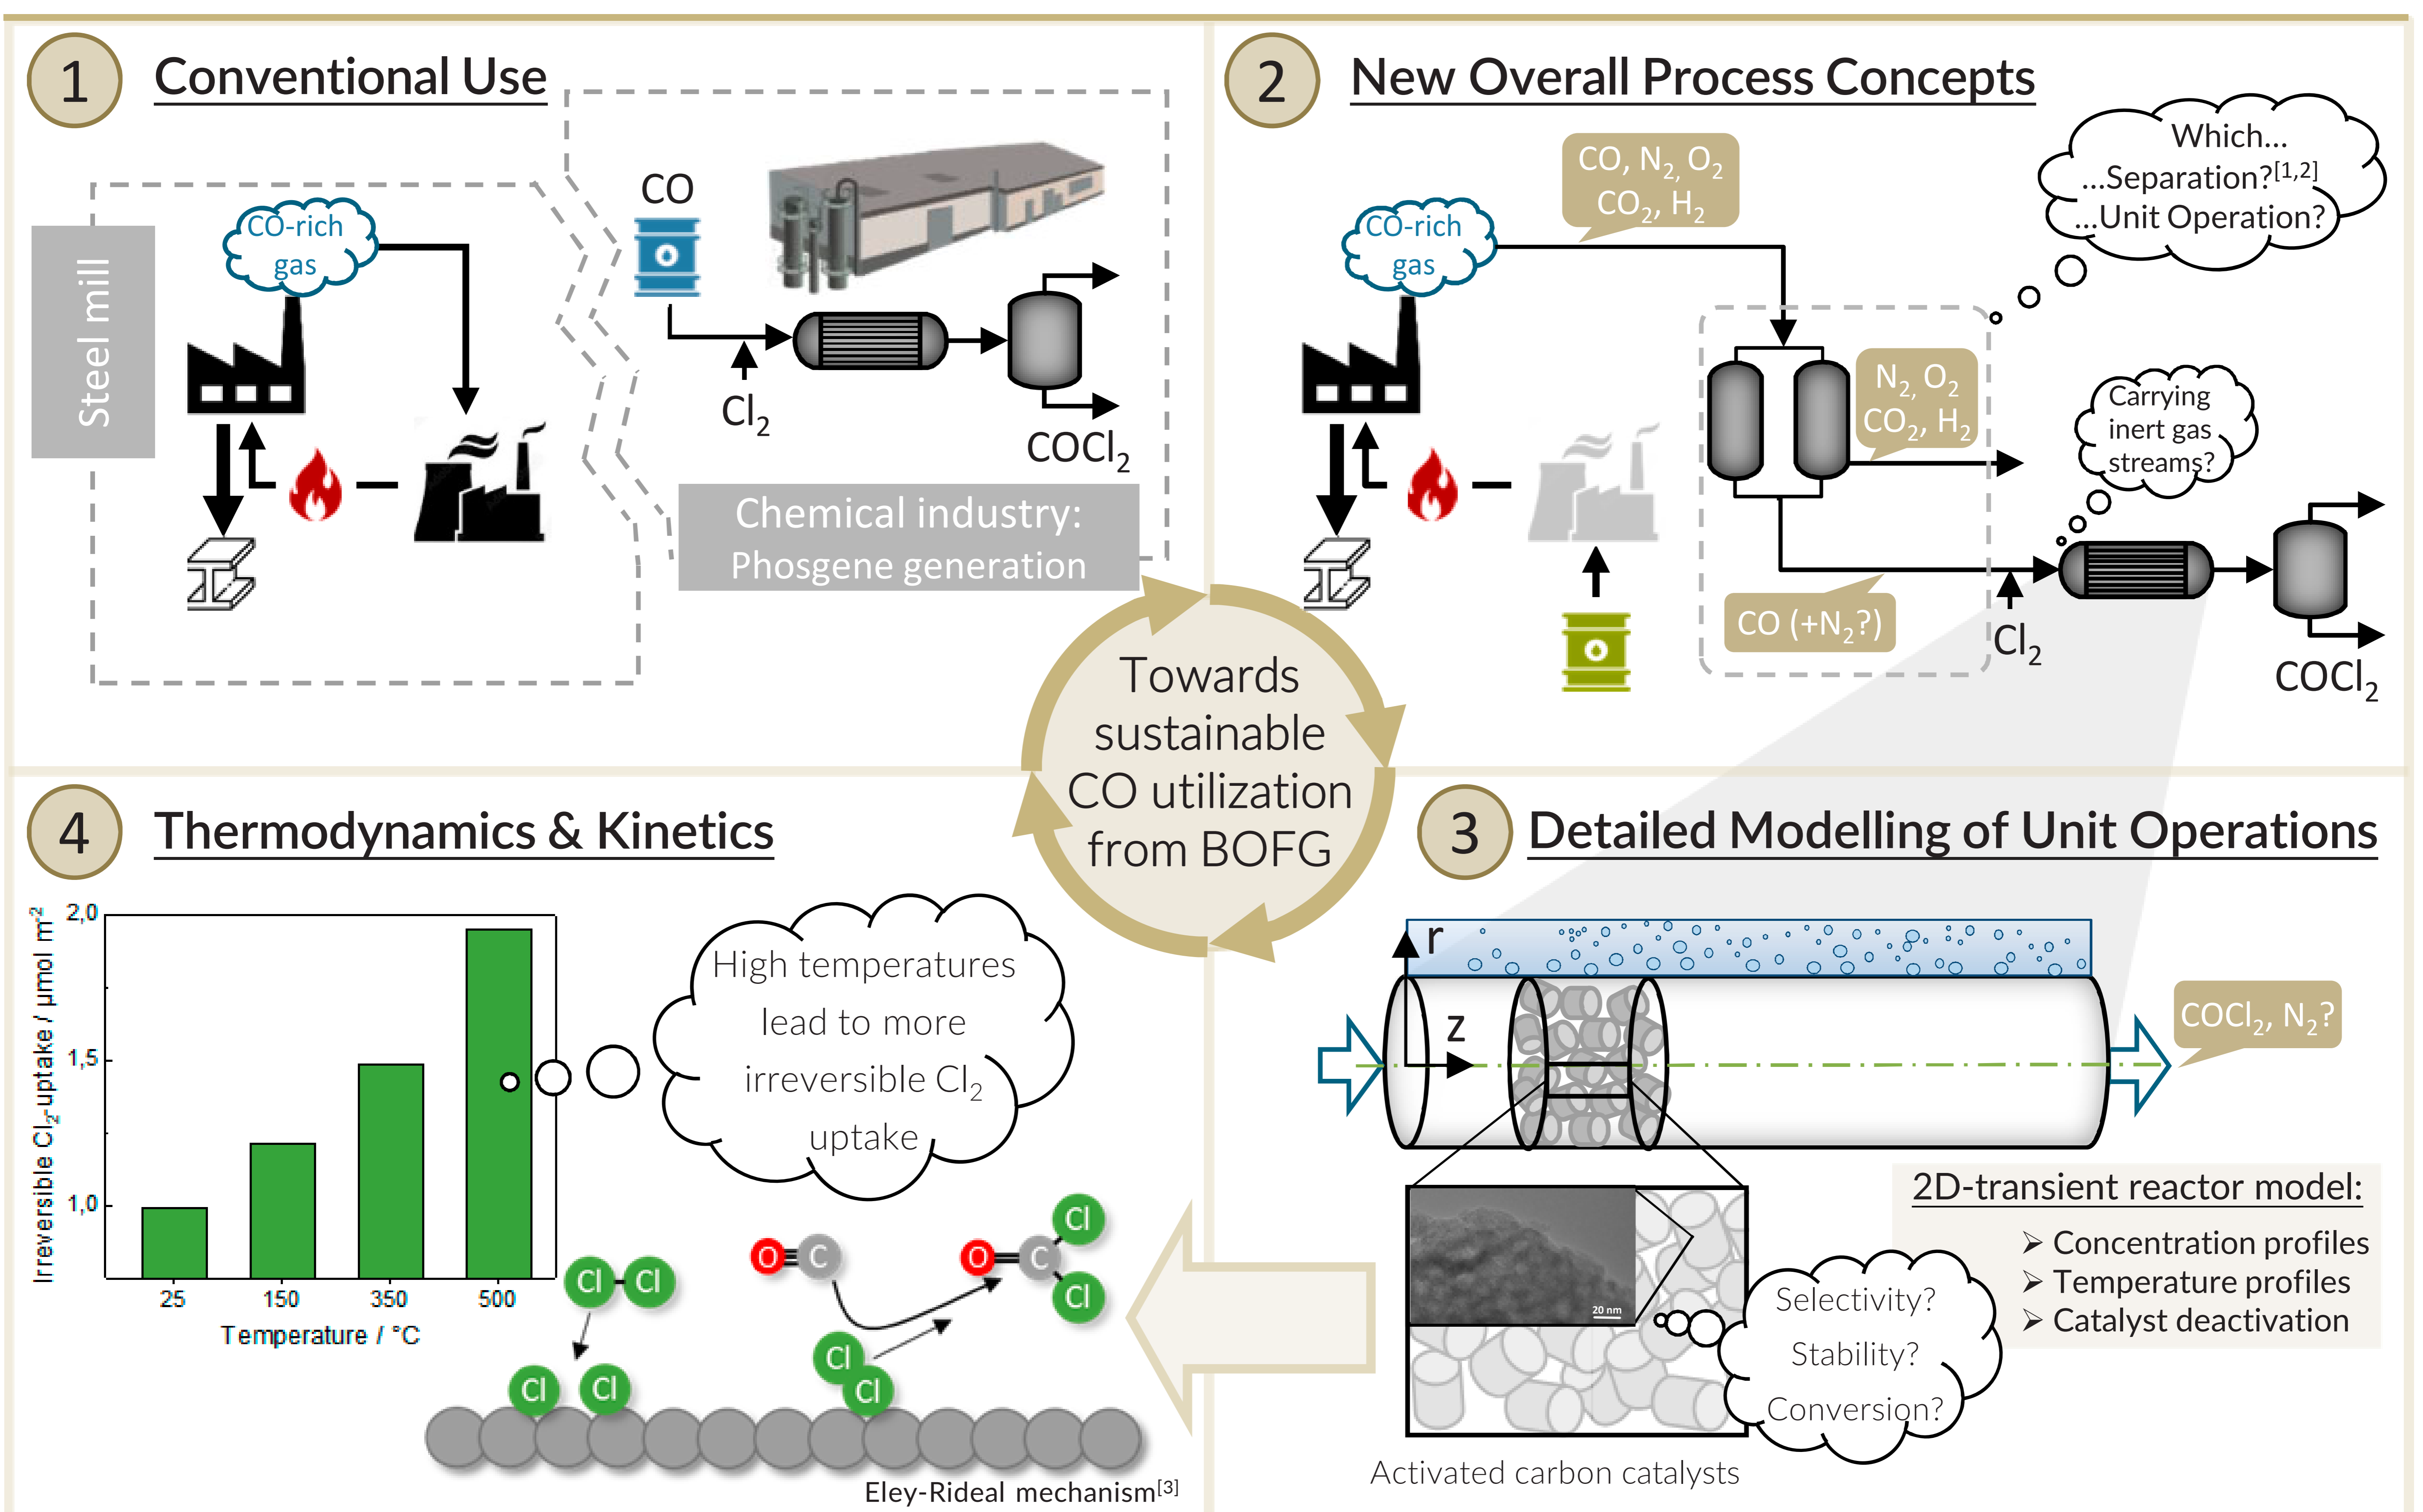 1
Conventional Use
Steel mill
CO-rich
gas
CO
Cl₂
COCl₂
Chemical industry:
Phosgene generation
2
New Overall Process Concepts
CO, N₂, O₂
CO₂, H₂
CO-rich
gas
Which...
...Separation?[1,2]
...Unit Operation?
N₂, O₂
CO₂, H₂
Carrying
inert gas
streams?
CO (+N₂?)
Cl₂
COCl₂
Towards
sustainable
CO utilization
from BOFG
4
Thermodynamics & Kinetics
Irreversible Cl₂-uptake / µmol m⁻²
2,0
1,5
1,0
25 150 350 500
Temperature / °C
High temperatures
lead to more
irreversible Cl₂
uptake
Cl Cl
O C
O C
Cl
Cl
Cl Cl
Cl
Cl
Eley-Rideal mechanism[3]
3
Detailed Modelling of Unit Operations
r
z
COCl₂, N₂?
20 nm
Activated carbon catalysts
2D-transient reactor model:
➢ Concentration profiles
➢ Temperature profiles
➢ Catalyst deactivation
Selectivity?
Stability?
Conversion?